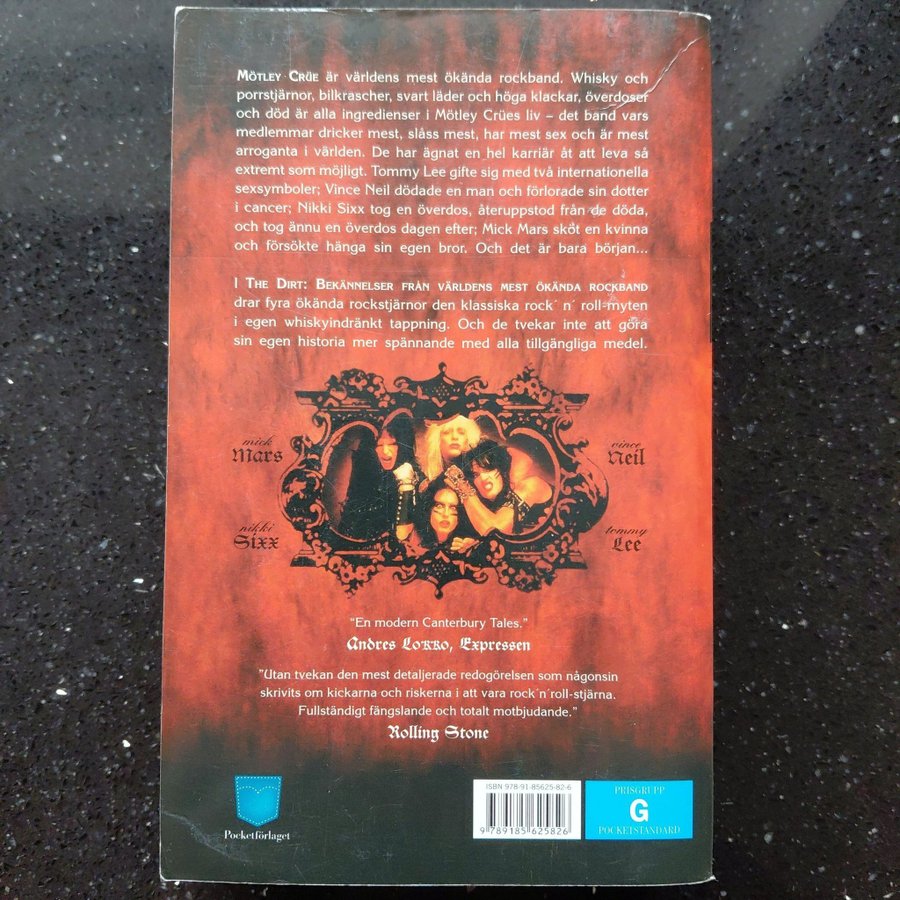 MÖTLEY CRÜE är världens mest ökända rockband. Whisky och
porrstjärnor, bilkrascher, svart läder och höga klackar, överdoser
och död är alla ingredienser i Mötley Crües liv – det band vars
medlemmar dricker mest, slåss mest, har mest sex och är mest
arroganta i världen. De har ägnat en hel karriär åt att leva så
extremt som möjligt. Tommy Lee gifte sig med två internationella
sexsymboler; Vince Neil dödade en man och förlorade sin dotter
i cancer; Nikki Sixx tog en överdos, återuppstod från de döda,
och tog ännu en överdos dagen efter; Mick Mars sköt en kvinna
och försökte hänga sin egen bror. Och det är bara början...
I THE DIRT: BEKÄNNELSER FRÅN VÄRLDENS MEST ÖKÄNDA ROCKBAND
drar fyra ökända rockstjärnor den klassiska rock´n´roll-myten
i egen whiskyindränkt tappning. Och de tvekar inte att göra
sin egen historia mer spännande med alla tillgängliga medel.
mick
Mars
vince
Neil
nikki
Sixx
tommy
Lee
"En modern Canterbury Tales."
Andres Lokko, Expressen
"Utan tvekan den mest detaljerade redogörelsen som någonsin
skrivits om kickarna och riskerna i att vara rock´n´roll-stjärna.
Fullständigt fängslande och totalt motbjudande."
Rolling Stone
Pocketförlaget
ISBN 978-91-85625-82-6
9 789185 625826
PRISGRUPP
G
POCKETSTANDARD